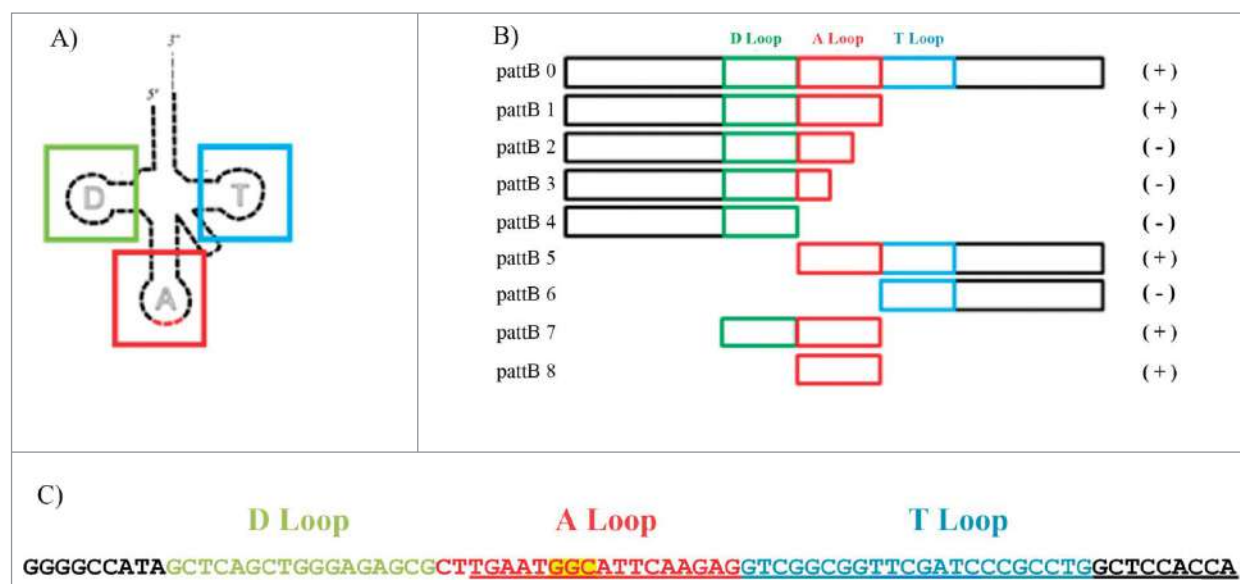 A)
3'
5'
D
T
A
B)
D Loop A Loop T Loop
pattB 0 (+)
pattB 1 (+)
pattB 2 (-)
pattB 3 (-)
pattB 4 (-)
pattB 5 (+)
pattB 6 (-)
pattB 7 (+)
pattB 8 (+)
C)
D Loop A Loop T Loop
GGGGCCATAGCTCAGCTGGGAGAGCGCTTTGAATGGCATTCAAGAGGTCGGCGGTTCGATCCCGCCTGGCTCCACCA